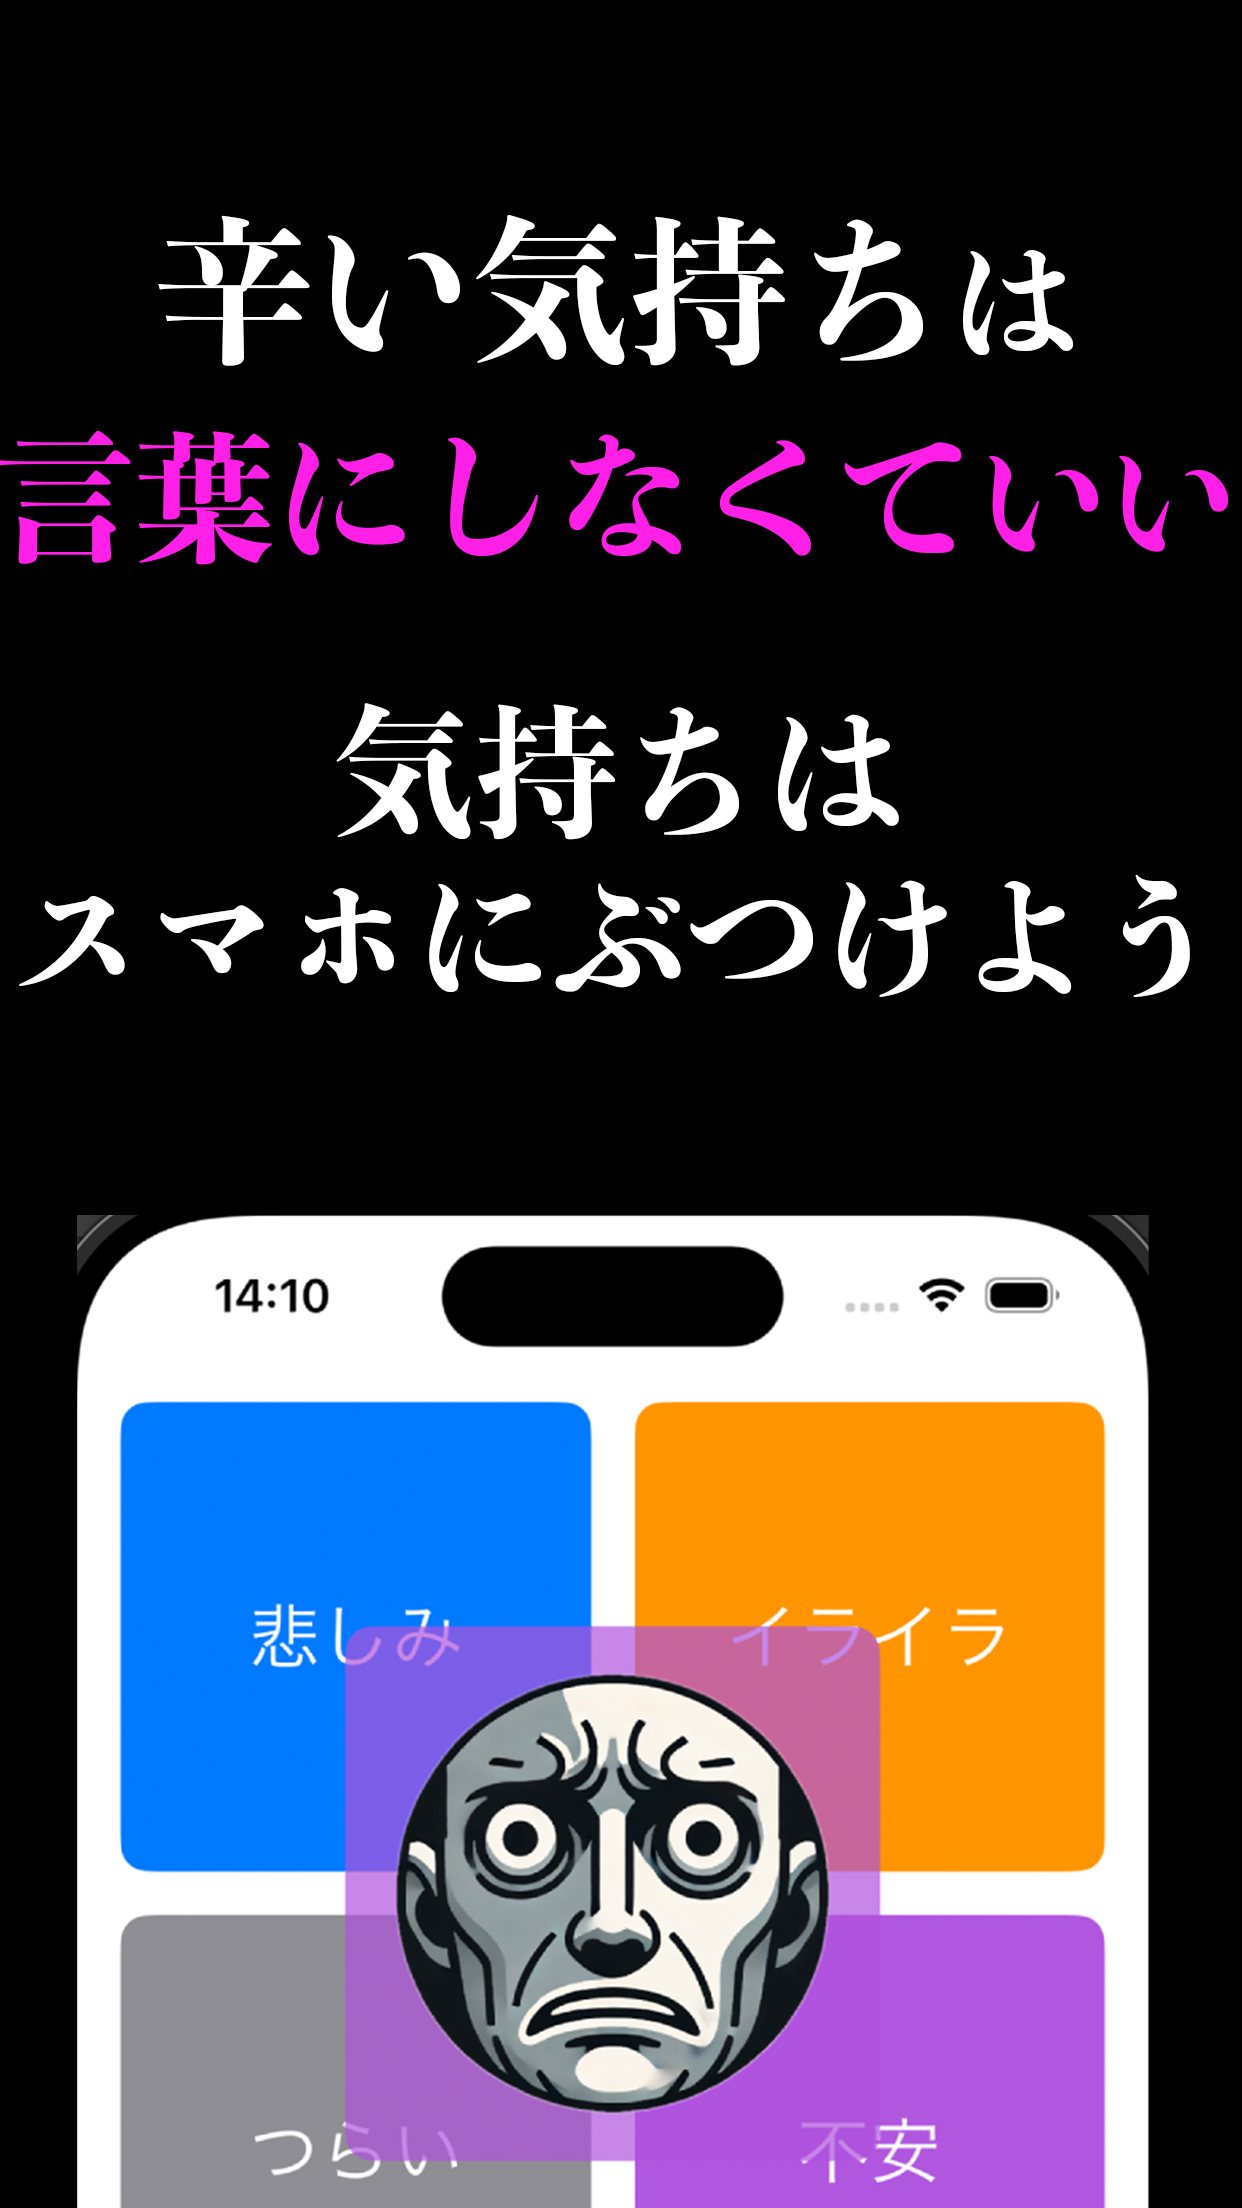 辛い気持ちは
言葉にしなくていい
気持ちは
スマホにぶつけよう
14:10
悲しみ
イライラ
つらい
不安